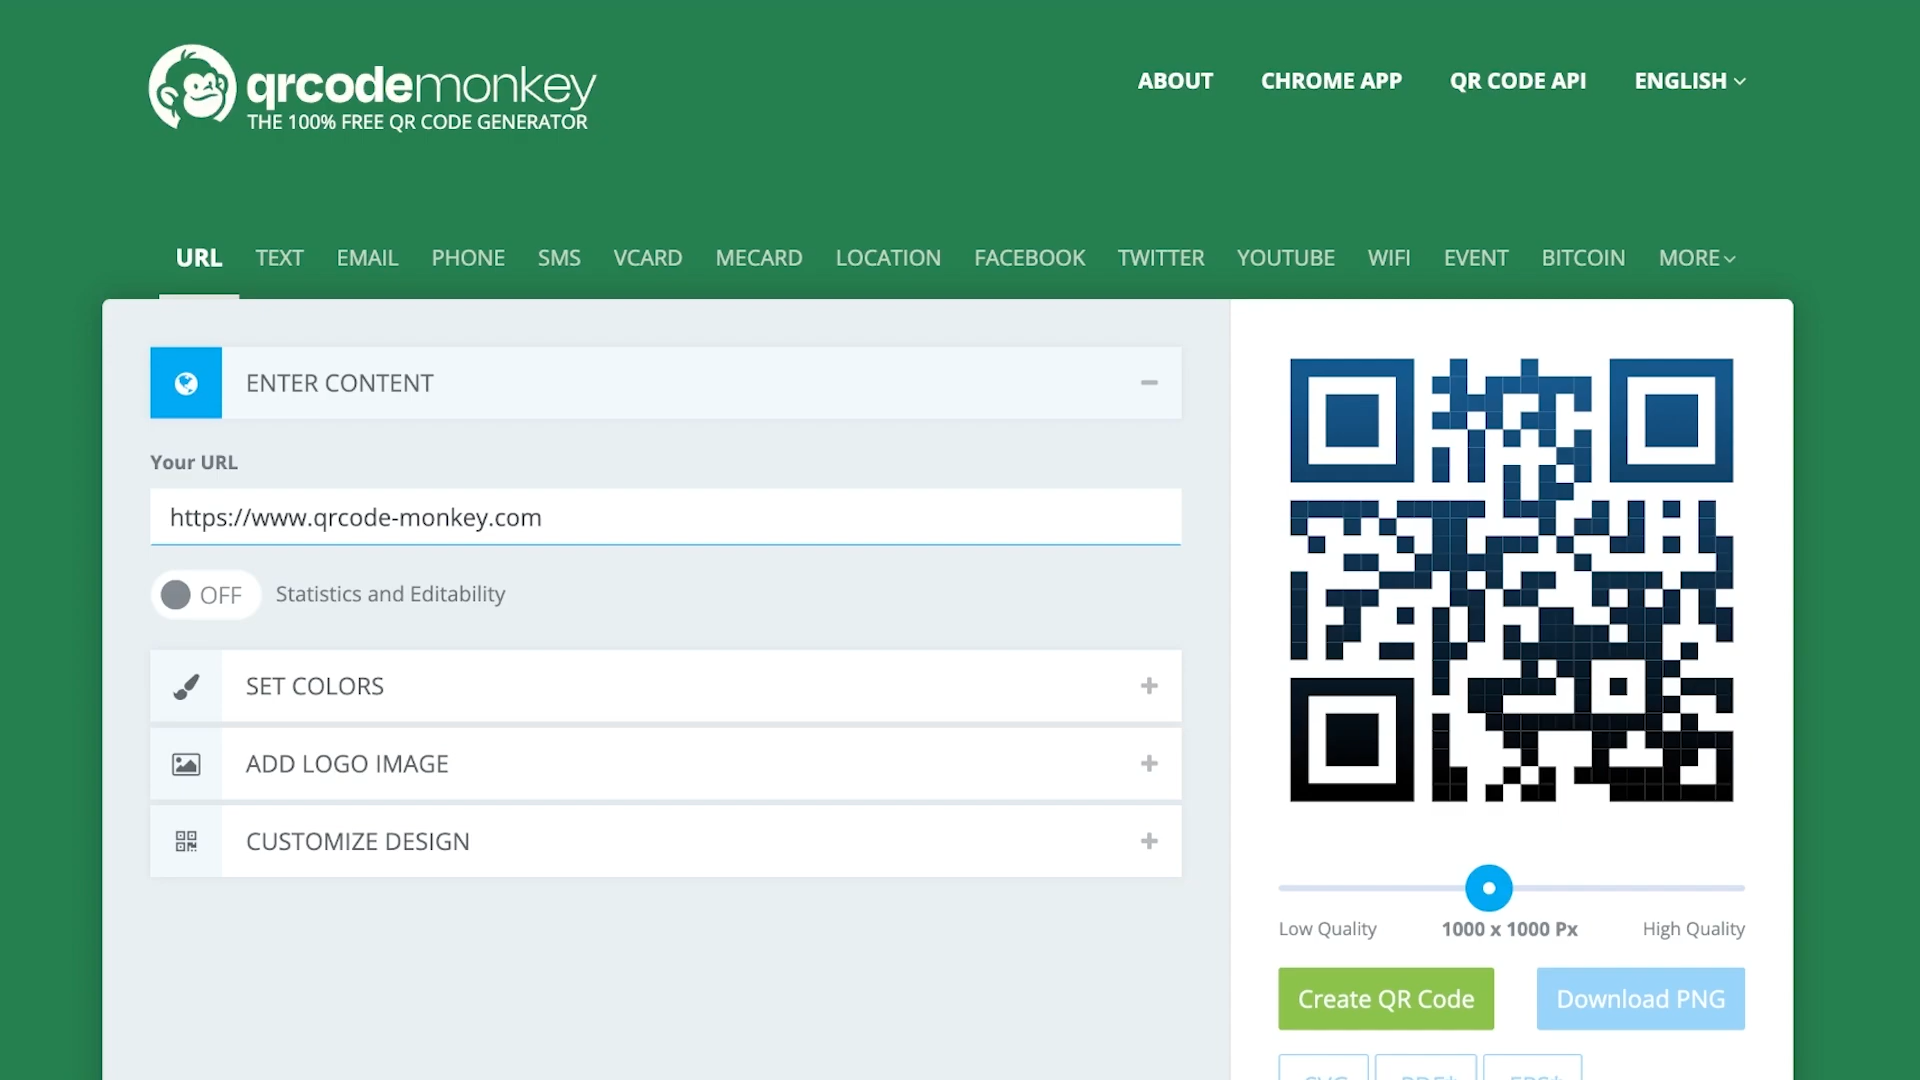 qrcodemonkey
THE 100% FREE QR CODE GENERATOR
ABOUT CHROME APP QR CODE API ENGLISH
URL TEXT EMAIL PHONE SMS VCARD MECARD LOCATION FACEBOOK TWITTER YOUTUBE WIFI EVENT BITCOIN MORE
ENTER CONTENT
Your URL
https://www.qrcode-monkey.com
OFF Statistics and Editability
SET COLORS
ADD LOGO IMAGE
CUSTOMIZE DESIGN
Low Quality 1000 x 1000 Px High Quality
Create QR Code Download PNG